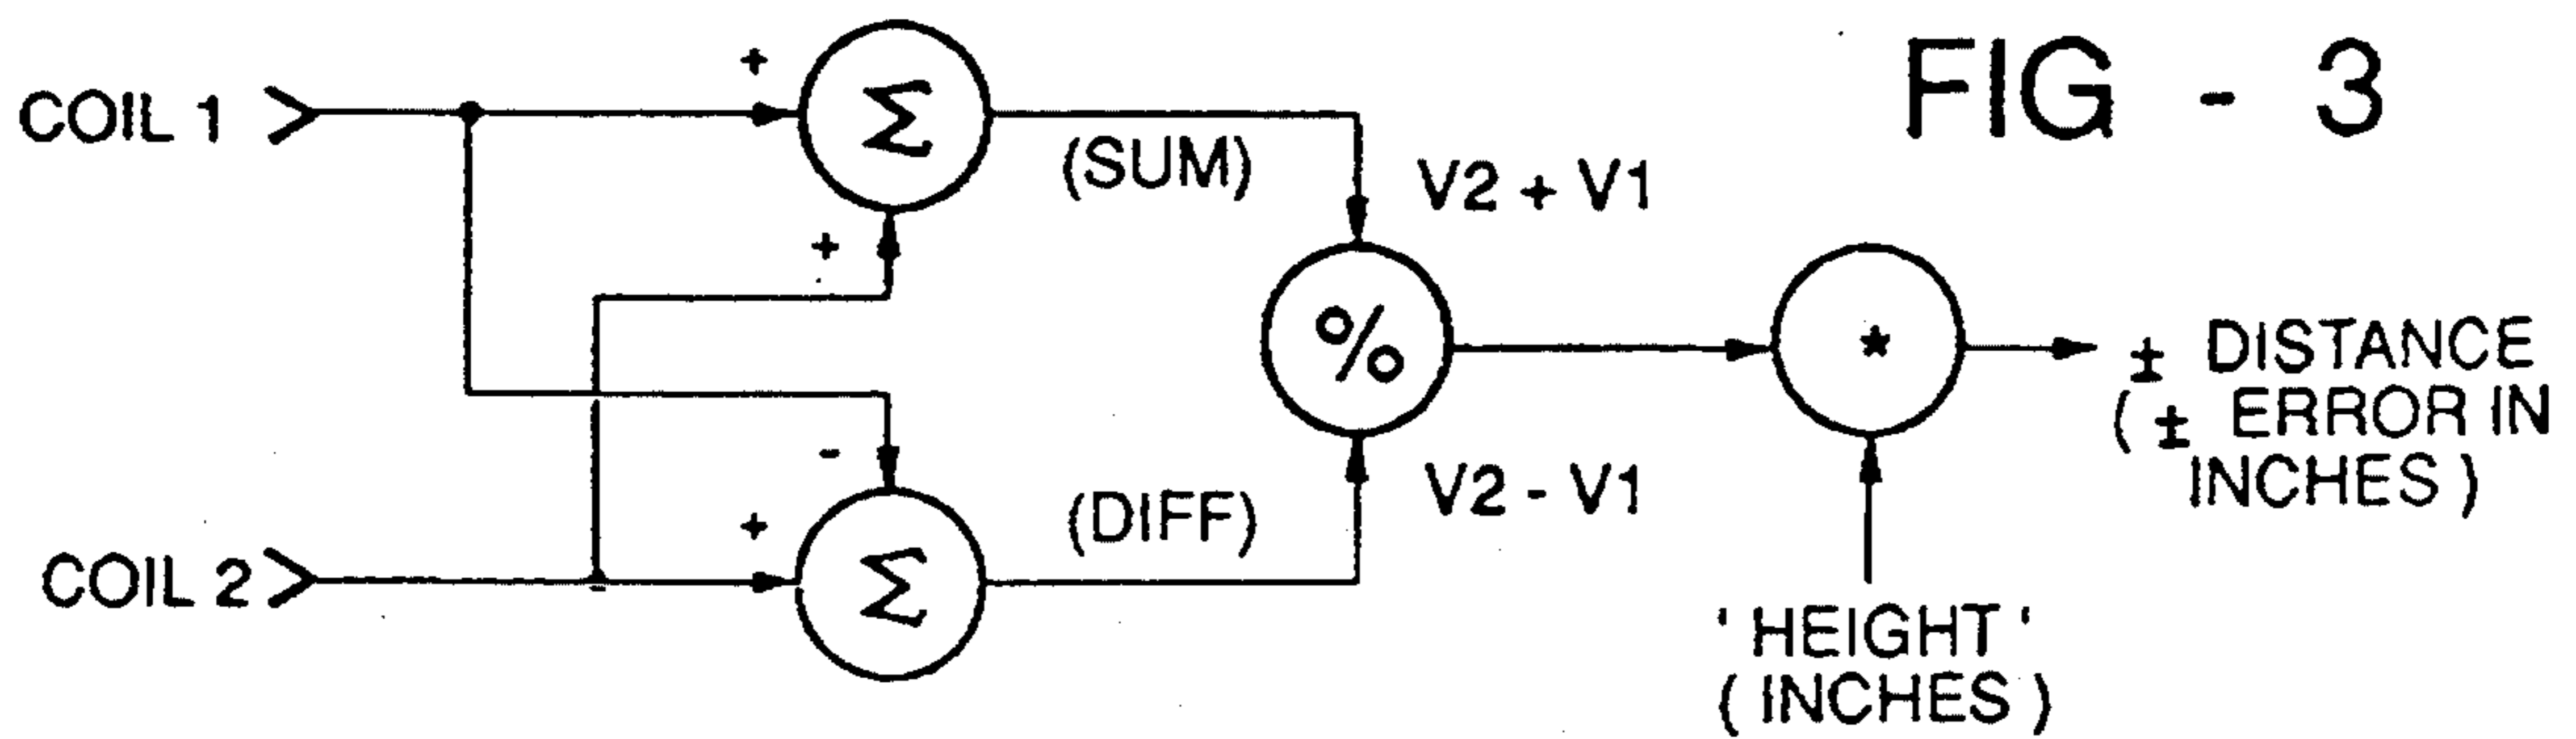 FIG - 3
COIL 1
+
Σ
(SUM)
V2 + V1
+
%
*
± DISTANCE
( ± ERROR IN
INCHES )
-
+
COIL 2
Σ
(DIFF)
V2 - V1
' HEIGHT '
( INCHES )